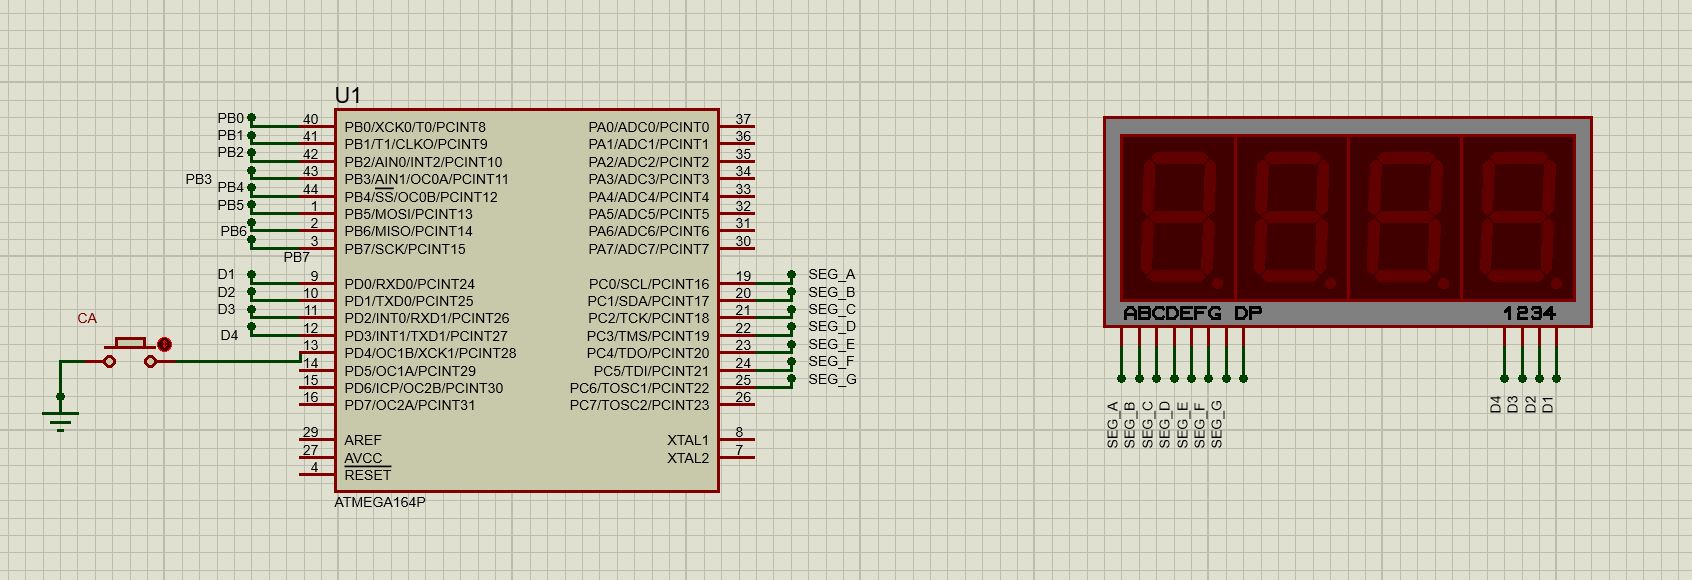 U1
PB0 40 PB0/XCK0/T0/PCINT8 PA0/ADC0/PCINT0 37
PB1 41 PB1/T1/CLKO/PCINT9 PA1/ADC1/PCINT1 36
PB2 42 PB2/AIN0/INT2/PCINT10 PA2/ADC2/PCINT2 35
PB3 43 PB3/AIN1/OC0A/PCINT11 PA3/ADC3/PCINT3 34
PB4 44 PB4/SS/OC0B/PCINT12 PA4/ADC4/PCINT4 33
PB5 1 PB5/MOSI/PCINT13 PA5/ADC5/PCINT5 32
PB6 2 PB6/MISO/PCINT14 PA6/ADC6/PCINT6 31
PB7 3 PB7/SCK/PCINT15 PA7/ADC7/PCINT7 30
D1 9 PD0/RXD0/PCINT24 PC0/SCL/PCINT16 19 SEG_A
D2 10 PD1/TXD0/PCINT25 PC1/SDA/PCINT17 20 SEG_B
D3 11 PD2/INT0/RXD1/PCINT26 PC2/TCK/PCINT18 21 SEG_C
D4 12 PD3/INT1/TXD1/PCINT27 PC3/TMS/PCINT19 22 SEG_D
13 PD4/OC1B/XCK1/PCINT28 PC4/TDO/PCINT20 23 SEG_E
14 PD5/OC1A/PCINT29 PC5/TDI/PCINT21 24 SEG_F
15 PD6/ICP/OC2B/PCINT30 PC6/TOSC1/PCINT22 25 SEG_G
16 PD7/OC2A/PCINT31 PC7/TOSC2/PCINT23 26
29 AREF XTAL1 8
27 AVCC XTAL2 7
4 RESET
ATMEGA164P
CA
ABCDEFG DP
1234
SEG_A
SEG_B
SEG_C
SEG_D
SEG_E
SEG_F
SEG_G
D4
D3
D2
D1